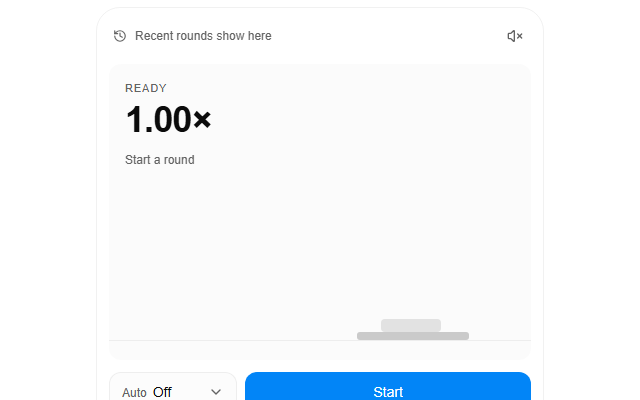 Recent rounds show here
READY
1.00×
Start a round
Auto Off
Start